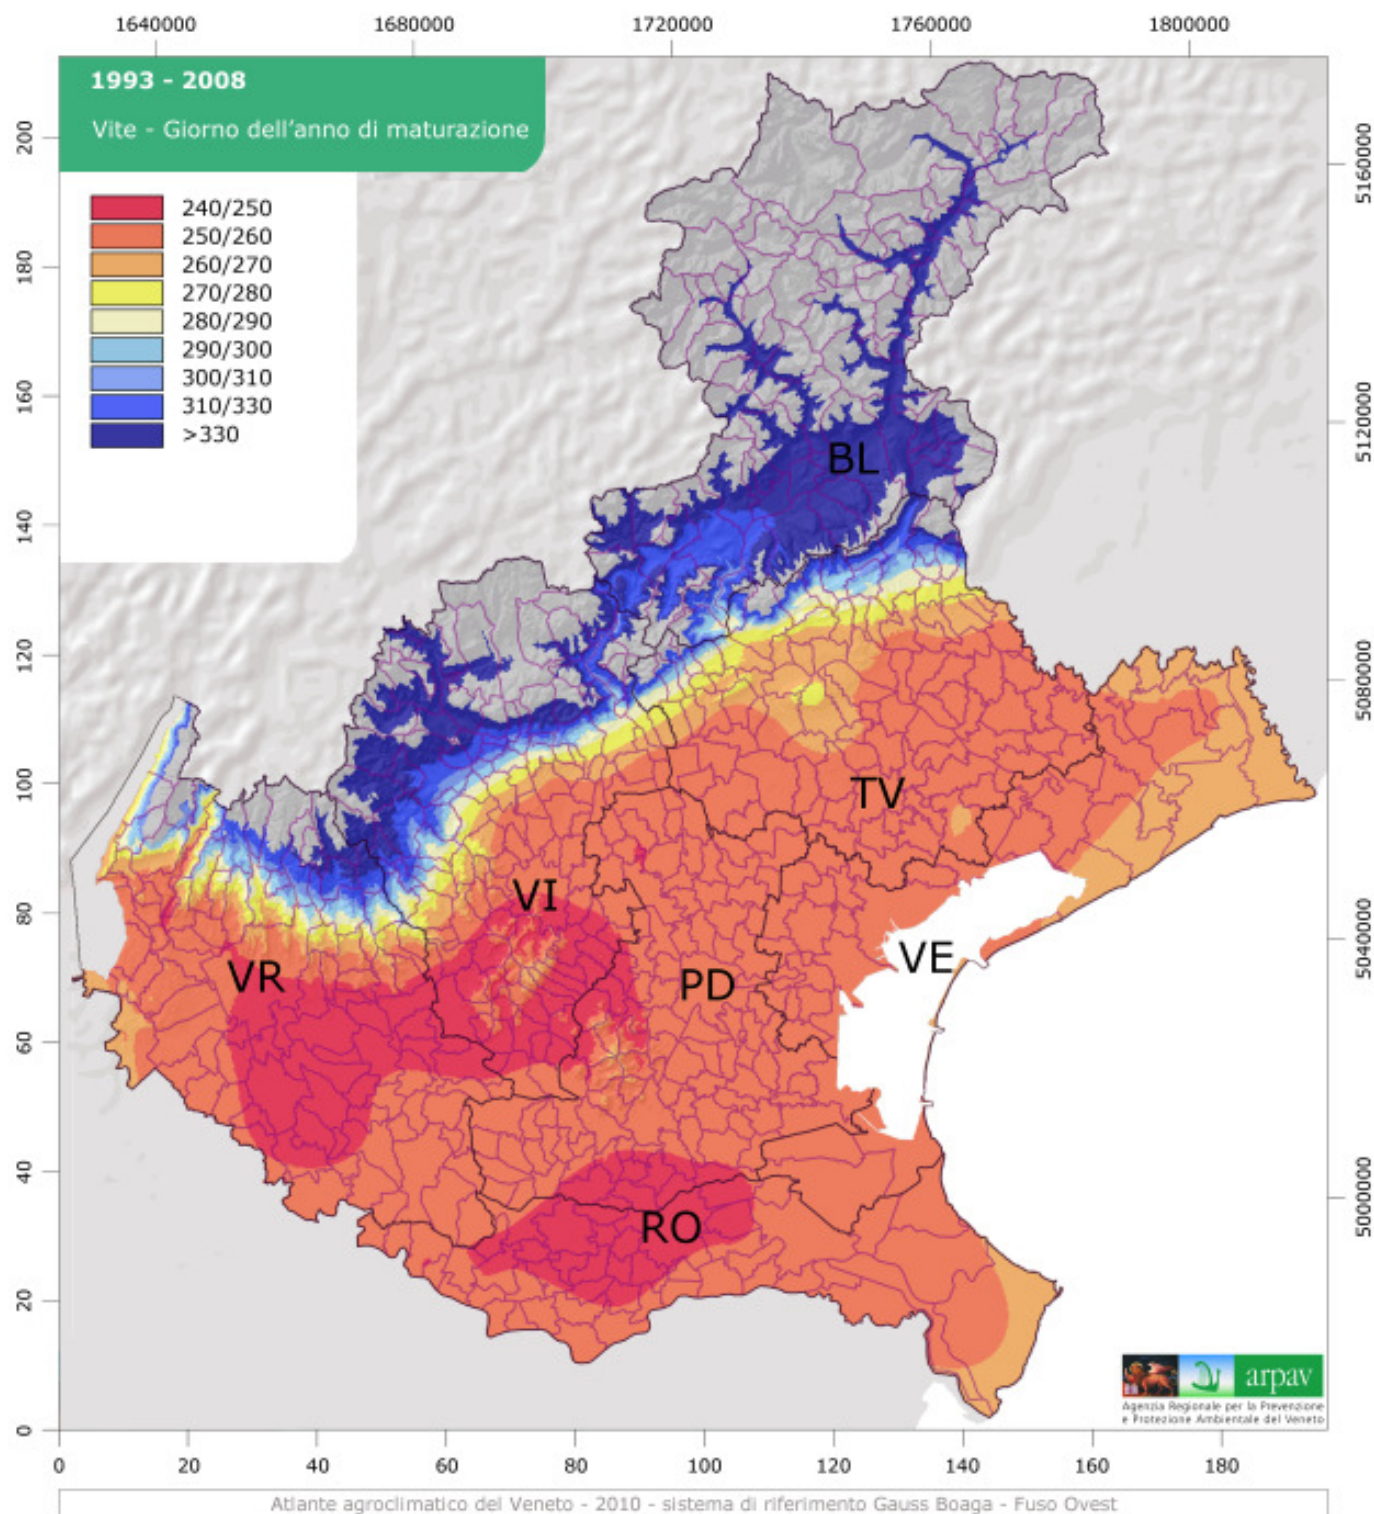 1640000 1680000 1720000 1760000 1800000
1993 - 2008
Vite - Giorno dell'anno di maturazione
240/250
250/260
260/270
270/280
280/290
290/300
300/310
310/330
>330
200
180
160
140
120
100
80
60
40
20
0
5160000
5120000
5080000
5040000
5000000
BL
TV
VI
VE
VR
PD
RO
arpav
Agenzia Regionale per la Prevenzione
e Protezione Ambientale del Veneto
0 20 40 60 80 100 120 140 160 180
Atlante agroclimatico del Veneto - 2010 - sistema di riferimento Gauss Boaga - Fuso Ovest